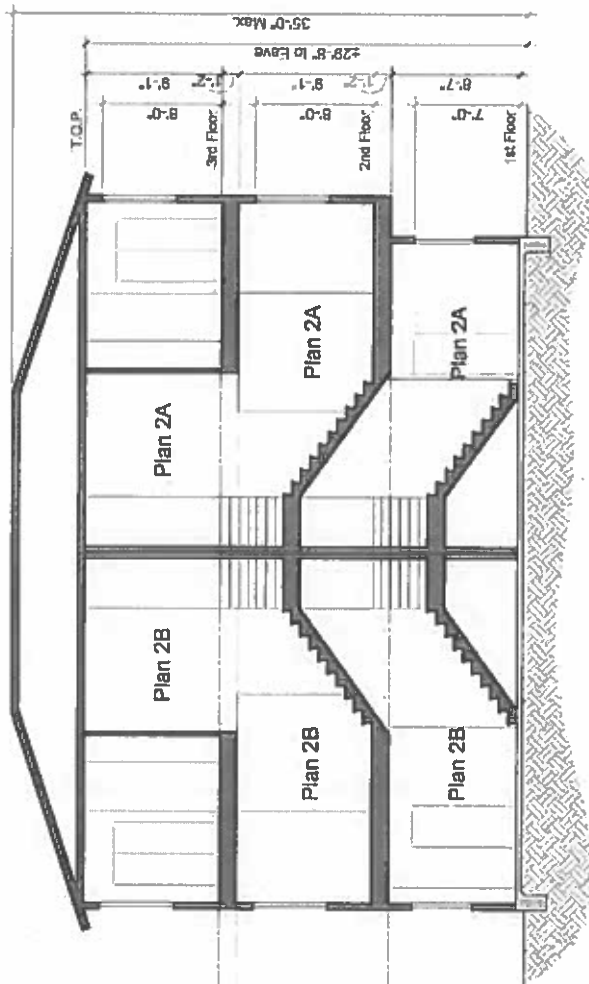 35'-0" Max.
±29'-8" to Eave
9'-1"
1'-2"
9'-1"
1'-2"
8'-7"
8'-0"
8'-0"
7'-0"
T.O.P.
3rd Floor
2nd Floor
1st Floor
Plan 2A
Plan 2A
Plan 2A
Plan 2B
Plan 2B
Plan 2B